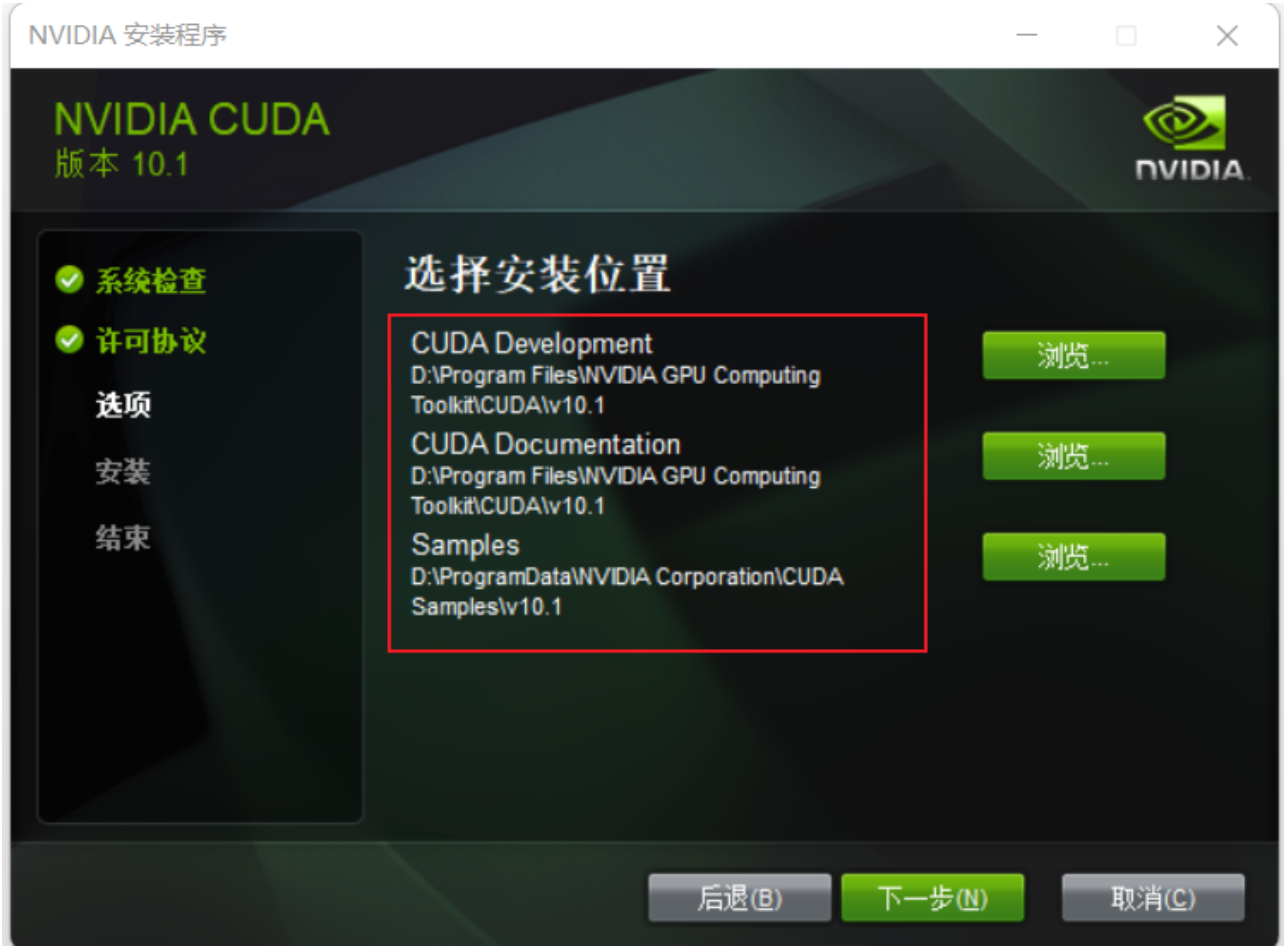 NVIDIA 安装程序
NVIDIA CUDA
版本 10.1
NVIDIA.
系统检查
许可协议
选项
安装
结束
选择安装位置
CUDA Development
D:\Program Files\NVIDIA GPU Computing
Toolkit\CUDA\v10.1
浏览...
CUDA Documentation
D:\Program Files\NVIDIA GPU Computing
Toolkit\CUDA\v10.1
浏览...
Samples
D:\ProgramData\NVIDIA Corporation\CUDA
Samples\v10.1
浏览...
后退(B) 下一步(N) 取消(C)